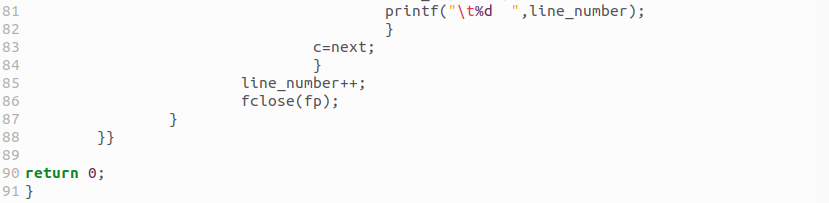 81 printf("\t%d  ",line_number);
82 }
83 c=next;
84 }
85 line_number++;
86 fclose(fp);
87 }
88 }}
89
90 return 0;
91 }